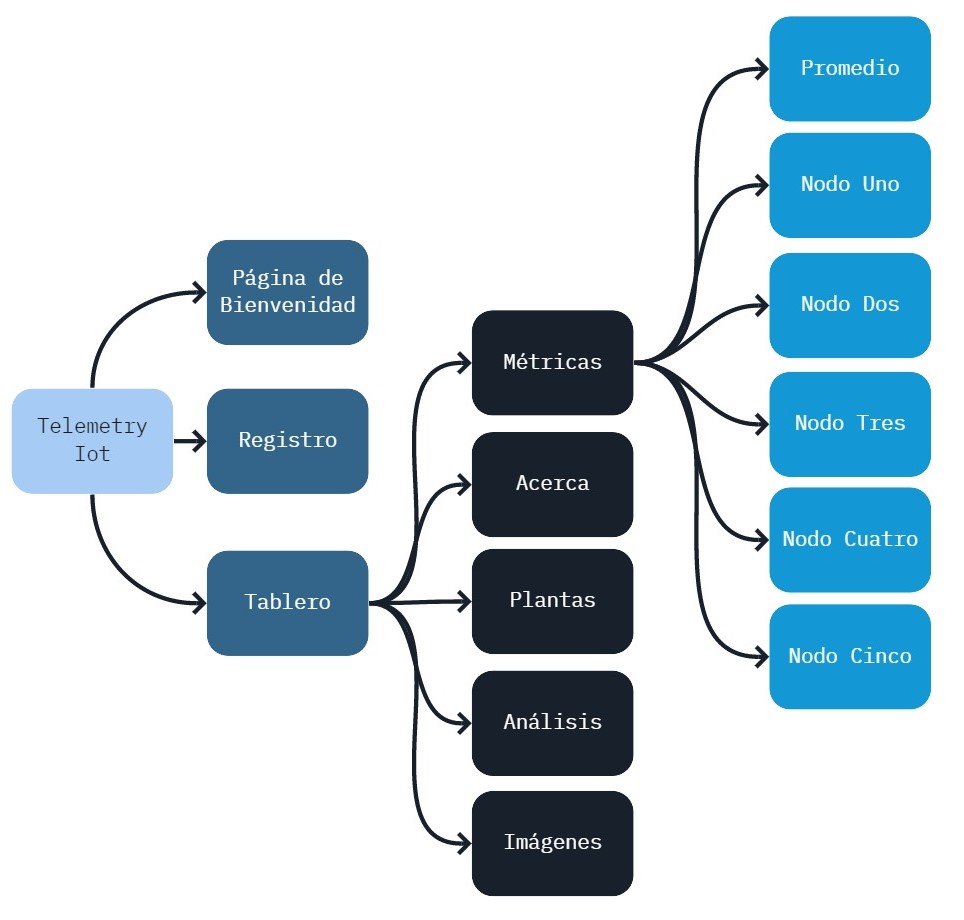 Telemetry
Iot
Página de
Bienvenidad
Registro
Tablero
Métricas
Acerca
Plantas
Análisis
Imágenes
Promedio
Nodo Uno
Nodo Dos
Nodo Tres
Nodo Cuatro
Nodo Cinco